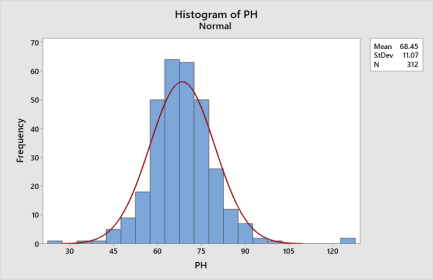 Histogram of PH
Normal
Mean 68.45
StDev 11.07
N 312
Frequency
70
60
50
40
30
20
10
0
30 45 60 75 90 105 120
PH